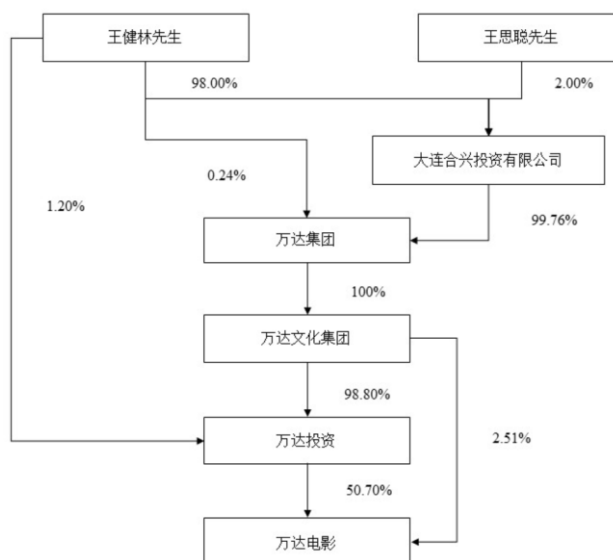 王健林先生
王思聪先生
98.00%
2.00%
大连合兴投资有限公司
0.24%
1.20%
99.76%
万达集团
100%
万达文化集团
98.80%
万达投资
2.51%
50.70%
万达电影